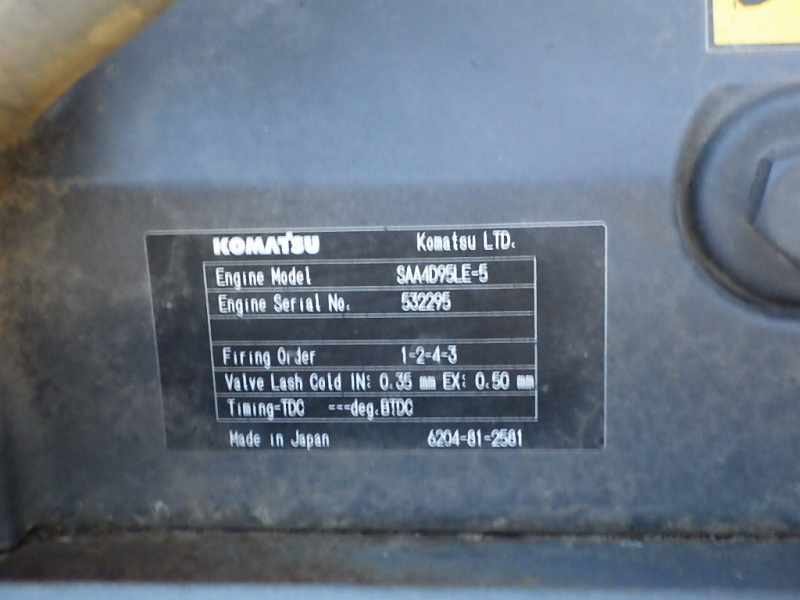 KOMATSU Komatsu LTD.
Engine Model SAA4D95LE-5
Engine Serial No. 532295
Firing Order 1-2-4-3
Valve Lash Cold IN: 0.35 mm EX: 0.50 mm
Timing-TDC ---deg.BTDC
Made in Japan 6204-81-2581